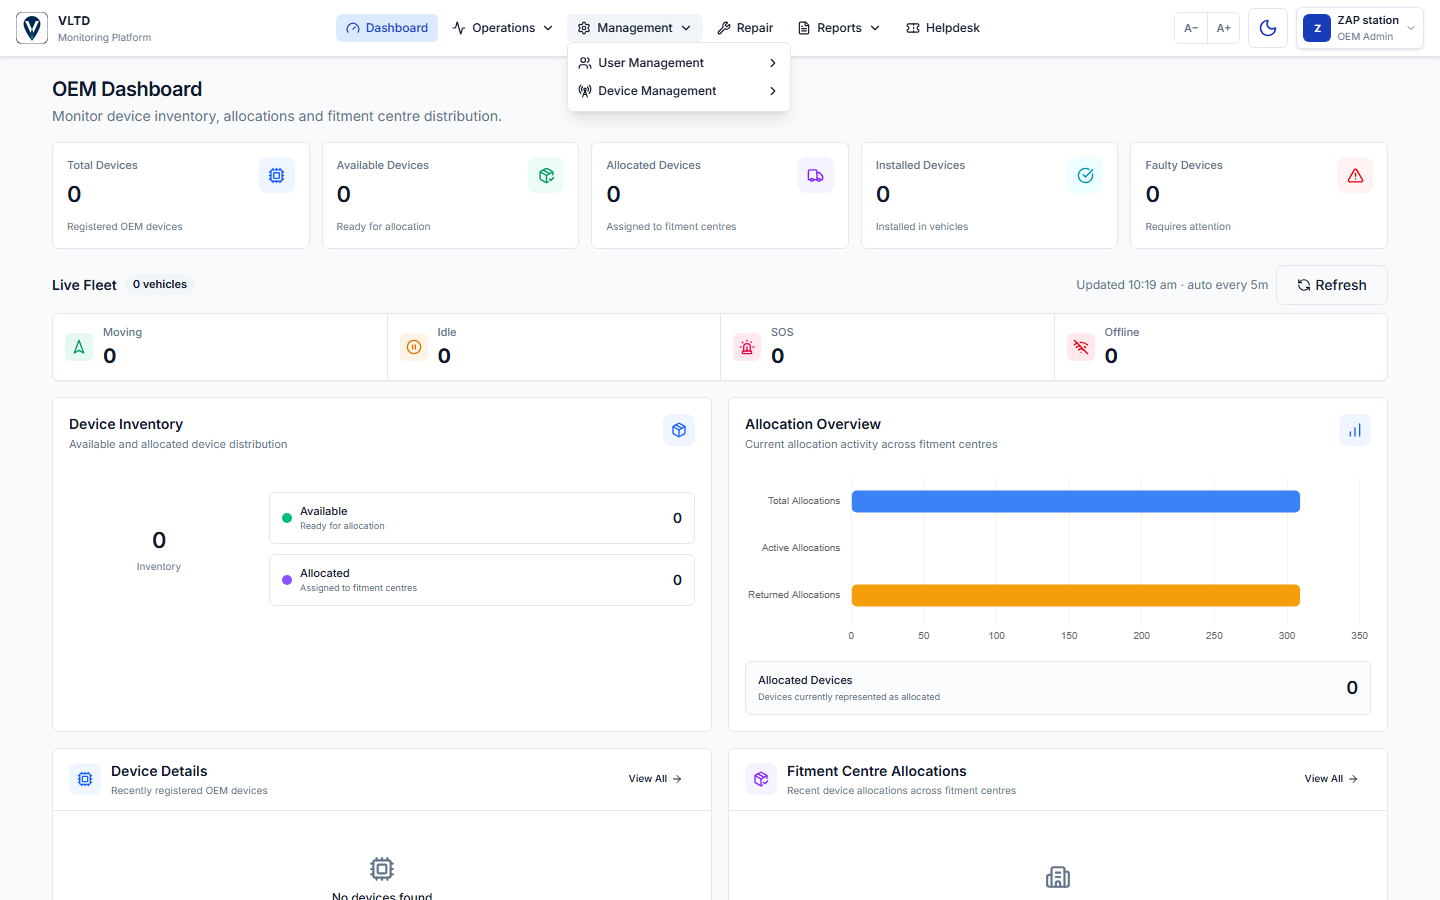 VLTD
Monitoring Platform
Dashboard
Operations
Management
Repair
Reports
Helpdesk
A−
A+
Z
ZAP station
OEM Admin
User Management
Device Management
OEM Dashboard
Monitor device inventory, allocations and fitment centre distribution.
Total Devices
0
Registered OEM devices
Available Devices
0
Ready for allocation
Allocated Devices
0
Assigned to fitment centres
Installed Devices
0
Installed in vehicles
Faulty Devices
0
Requires attention
Live Fleet
0 vehicles
Updated 10:19 am · auto every 5m
Refresh
Moving
0
Idle
0
SOS
0
Offline
0
Device Inventory
Available and allocated device distribution
0
Inventory
Available
Ready for allocation
0
Allocated
Assigned to fitment centres
0
Allocation Overview
Current allocation activity across fitment centres
Total Allocations
Active Allocations
Returned Allocations
0 50 100 150 200 250 300 350
Allocated Devices
Devices currently represented as allocated
0
Device Details
Recently registered OEM devices
View All
No devices found
Fitment Centre Allocations
Recent device allocations across fitment centres
View All